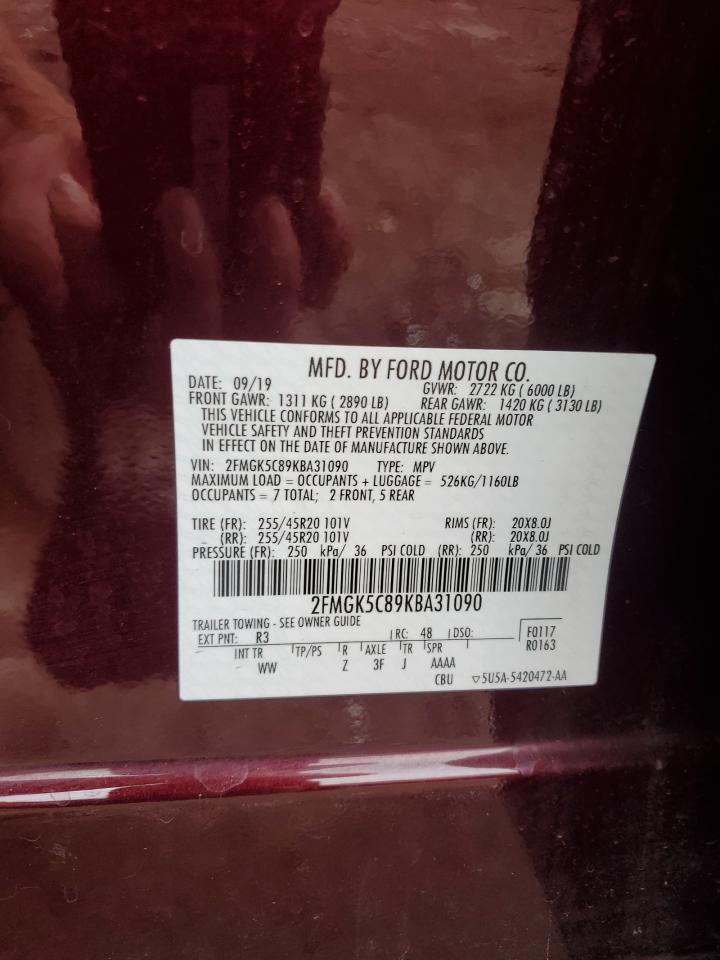 MFD. BY FORD MOTOR CO.
DATE: 09/19 GVWR: 2722 KG ( 6000 LB)
FRONT GAWR: 1311 KG ( 2890 LB) REAR GAWR: 1420 KG ( 3130 LB)
THIS VEHICLE CONFORMS TO ALL APPLICABLE FEDERAL MOTOR
VEHICLE SAFETY AND THEFT PREVENTION STANDARDS
IN EFFECT ON THE DATE OF MANUFACTURE SHOWN ABOVE.
VIN: 2FMGK5C89KBA31090 TYPE: MPV
MAXIMUM LOAD = OCCUPANTS + LUGGAGE = 526KG/1160LB
OCCUPANTS = 7 TOTAL; 2 FRONT, 5 REAR
TIRE (FR): 255/45R20 101V RIMS (FR): 20X8.0J
(RR): 255/45R20 101V (RR): 20X8.0J
PRESSURE (FR): 250 kPa/ 36 PSI COLD (RR): 250 kPa/ 36 PSI COLD
2FMGK5C89KBA31090
TRAILER TOWING - SEE OWNER GUIDE
EXT PNT: R3 RC: 48 DSO: F0117
R0163
INT TR TP/PS R AXLE TR SPR
WW Z 3F J AAAA
CBU ▽5U5A-5420472-AA